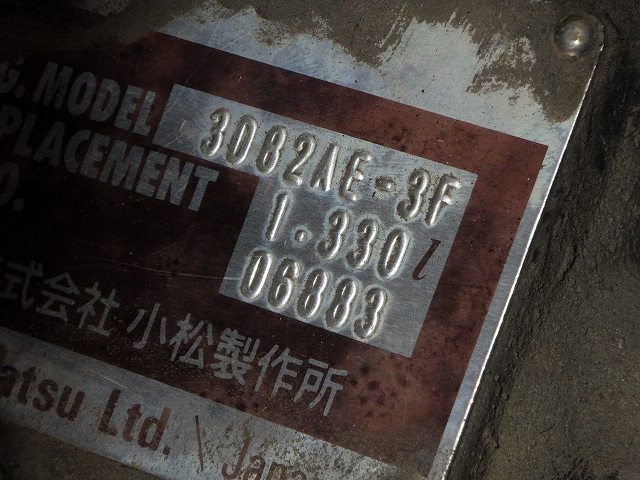 G. MODEL 3D82AE-3F
PLACEMENT 1.330 l
O. 06883
式会社 小松製作所
atsu Ltd. \ Japa